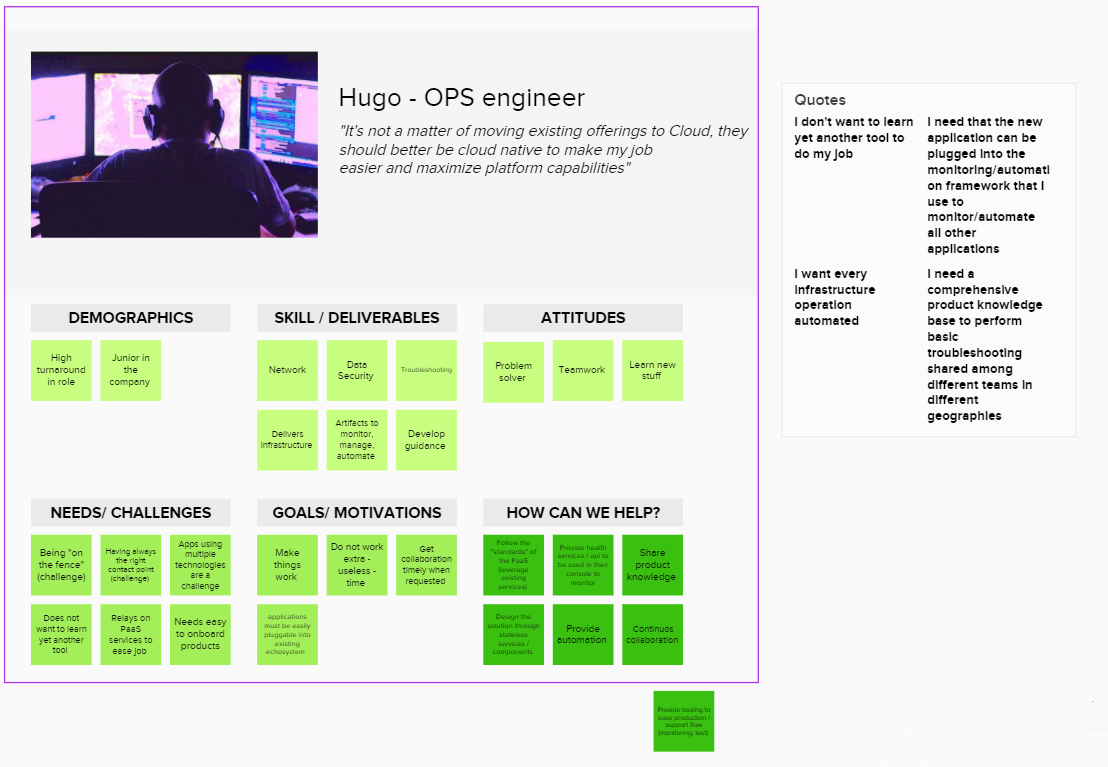 Hugo - OPS engineer
"It's not a matter of moving existing offerings to Cloud, they
should better be cloud native to make my job
easier and maximize platform capabilities"
Quotes
I don't want to learn
yet another tool to
do my job
I need that the new
application can be
plugged into the
monitoring/automati
on framework that I
use to
monitor/automate
all other
applications
I want every
infrastructure
operation
automated
I need a
comprehensive
product knowledge
base to perform
basic
troubleshooting
shared among
different teams in
different
geographies
DEMOGRAPHICS
High
turnaround
in role
Junior in
the
company
SKILL / DELIVERABLES
Network
Data
Security
Troubleshooting
Delivers
Infrastructure
Artifacts to
monitor,
manage,
automate
Develop
guidance
ATTITUDES
Problem
solver
Teamwork
Learn new
stuff
NEEDS/ CHALLENGES
Being "on
the fence"
(challenge)
Having always
the right
contact point
(challenge)
Apps using
multiple
technologies
are a
challenge
Does not
want to learn
yet another
tool
Relays on
PaaS
services to
ease job
Needs easy
to onboard
products
GOALS/ MOTIVATIONS
Make
things
work
Do not work
extra -
useless -
time
Get
collaboration
timely when
requested
applications
must be easily
pluggable into
existing
echosystem
HOW CAN WE HELP?
Follow the
"standards" of
the PaaS
(leverage
existing
services)
Provide health
services / api to
be used in their
console to
monitor
Share
product
knowledge
Design the
solution through
stateless
services /
components
Provide
automation
Continuos
collaboration
Provide tooling to
ease production /
support flow
(monitoring, test)